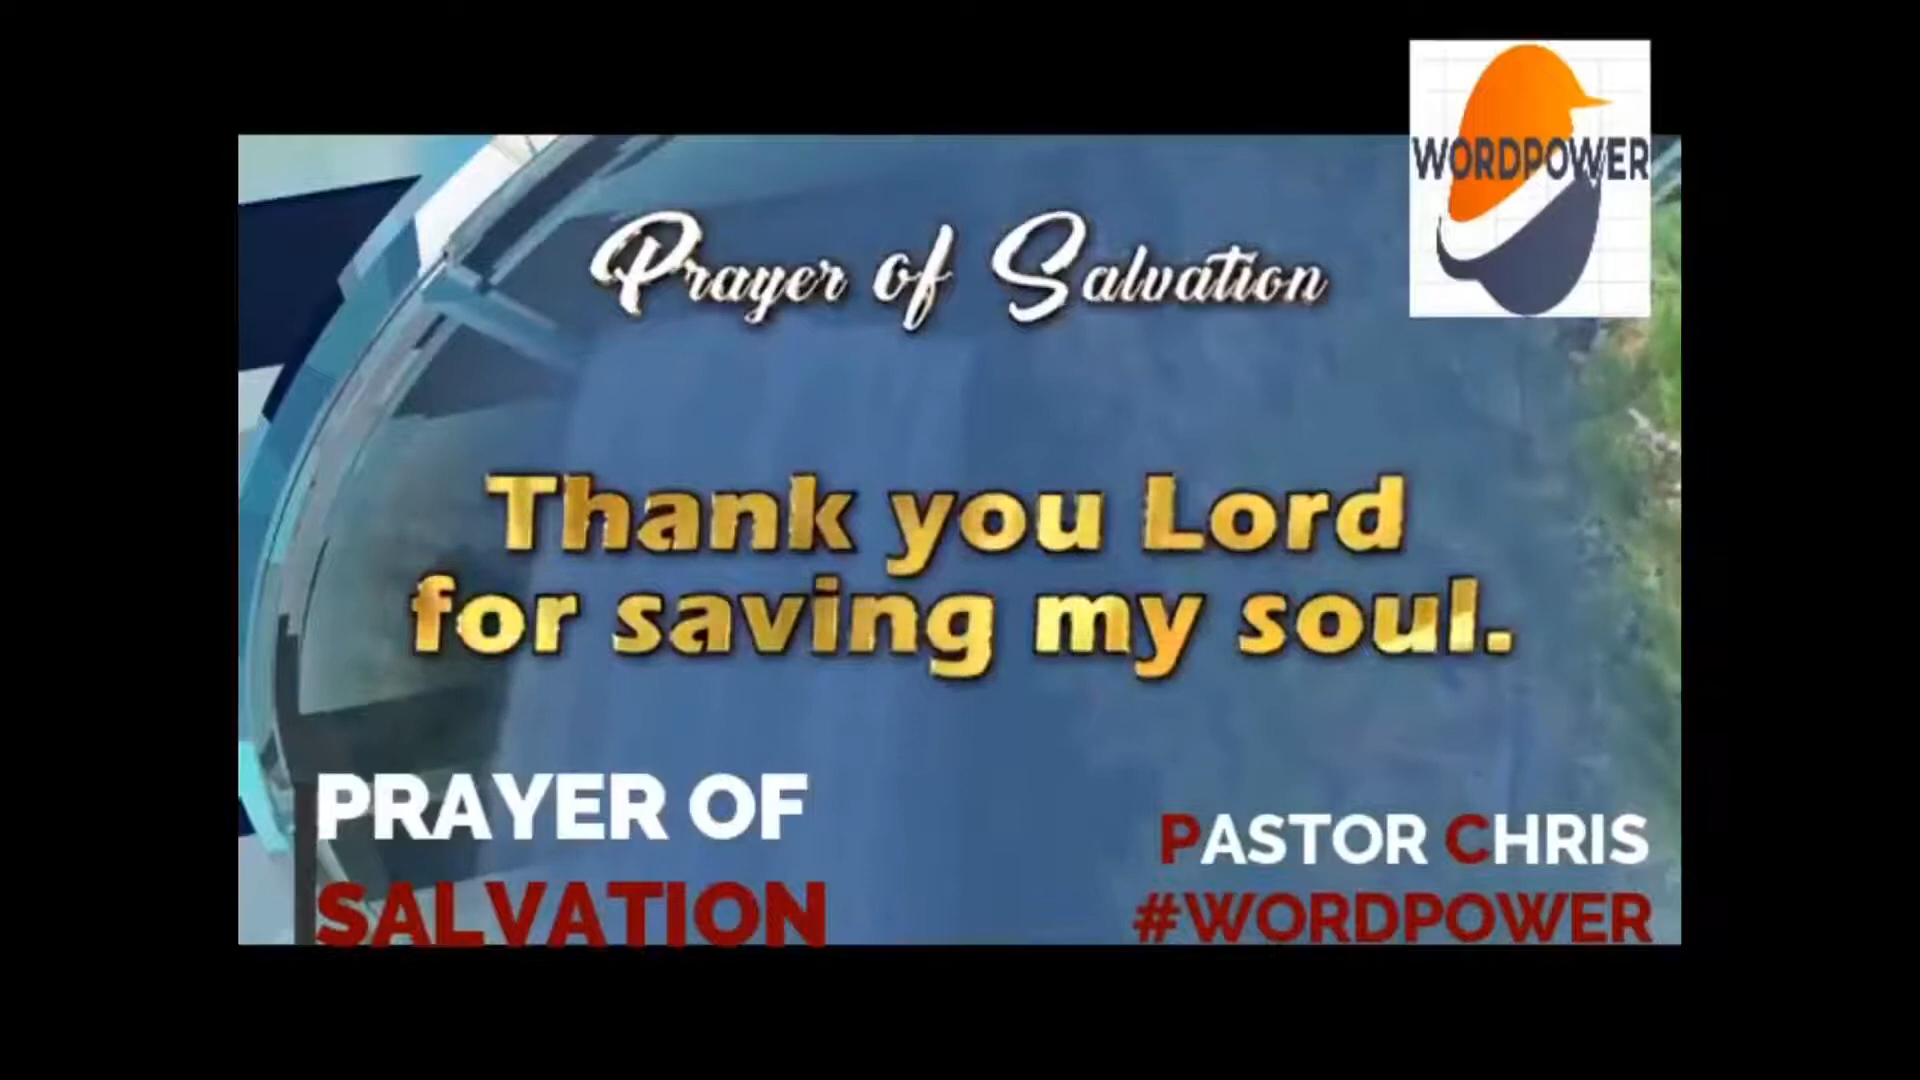 WORDPOWER
Prayer of Salvation
Thank you Lord
for saving my soul.
PRAYER OF
SALVATION
PASTOR CHRIS
#WORDPOWER